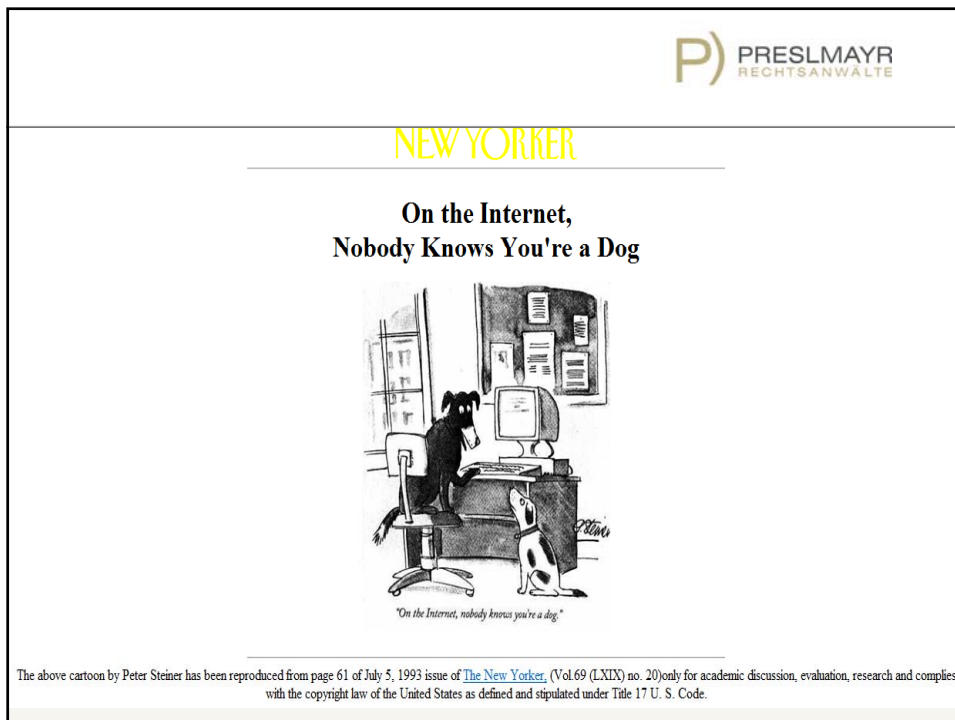 P) PRESLMAYR
RECHTSANWÄLTE
NEW YORKER
On the Internet,
Nobody Knows You're a Dog
P. Steiner
"On the Internet, nobody knows you're a dog."
The above cartoon by Peter Steiner has been reproduced from page 61 of July 5, 1993 issue of The New Yorker, (Vol.69 (LXIX) no. 20)only for academic discussion, evaluation, research and complies
with the copyright law of the United States as defined and stipulated under Title 17 U. S. Code.